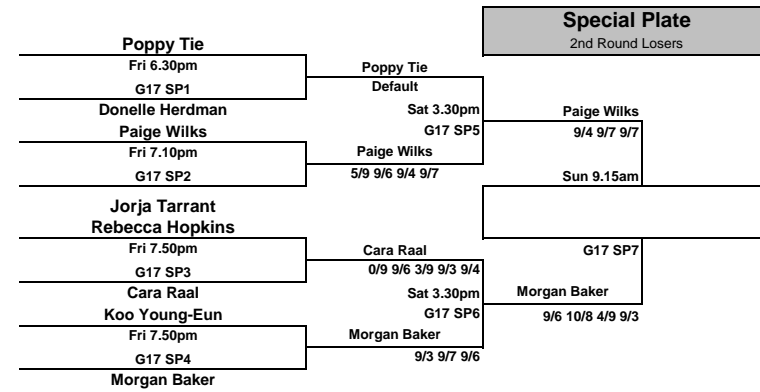 Special Plate
2nd Round Losers
Poppy Tie
Fri 6.30pm
Poppy Tie
G17 SP1
Default
Donelle Herdman
Sat 3.30pm
Paige Wilks
Paige Wilks
G17 SP5
9/4 9/7 9/7
Fri 7.10pm
Paige Wilks
G17 SP2
5/9 9/6 9/4 9/7
Sun 9.15am
Jorja Tarrant
Rebecca Hopkins
Fri 7.50pm
Cara Raal
G17 SP7
G17 SP3
0/9 9/6 3/9 9/3 9/4
Cara Raal
Sat 3.30pm
Morgan Baker
Koo Young-Eun
G17 SP6
9/6 10/8 4/9 9/3
Fri 7.50pm
Morgan Baker
G17 SP4
9/3 9/7 9/6
Morgan Baker